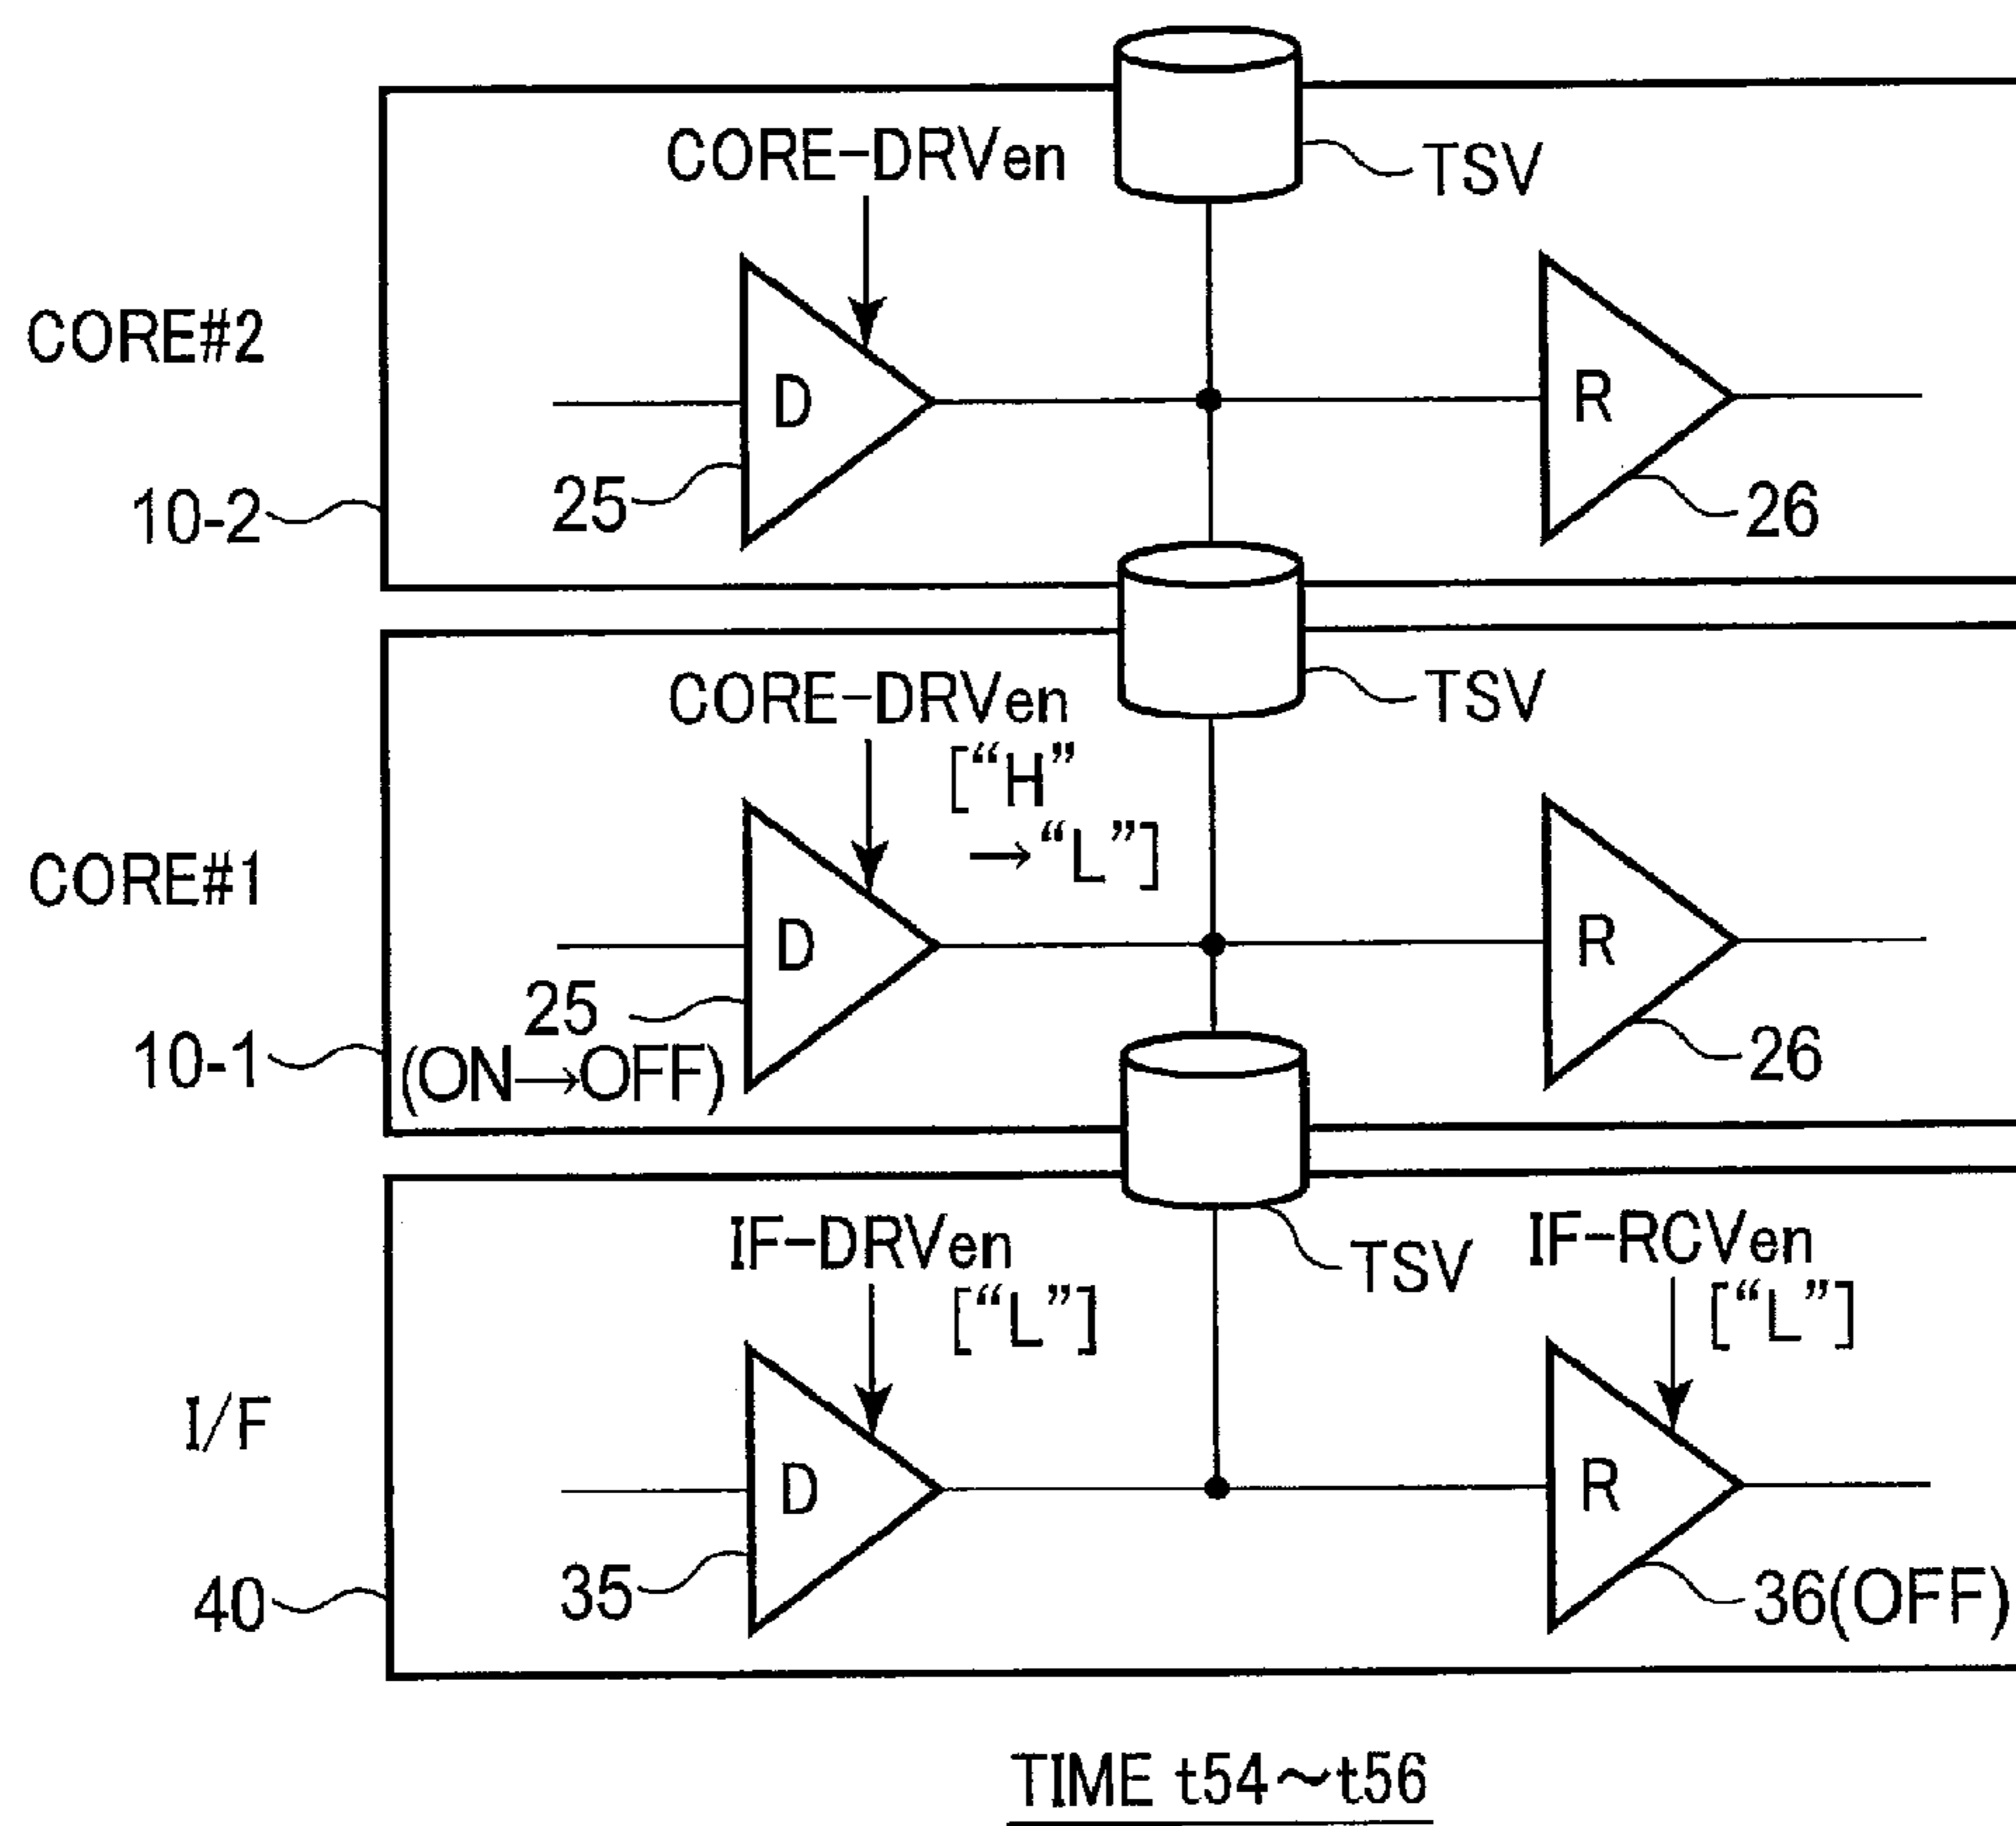 CORE-DRVen
TSV
CORE#2
D
R
25
26
10-2
CORE-DRVen
["H"
→"L"]
TSV
CORE#1
D
R
25
(ON→OFF)
26
10-1
IF-DRVen
["L"]
TSV
IF-RCVen
["L"]
I/F
D
R
35
36(OFF)
40
TIME t54~t56